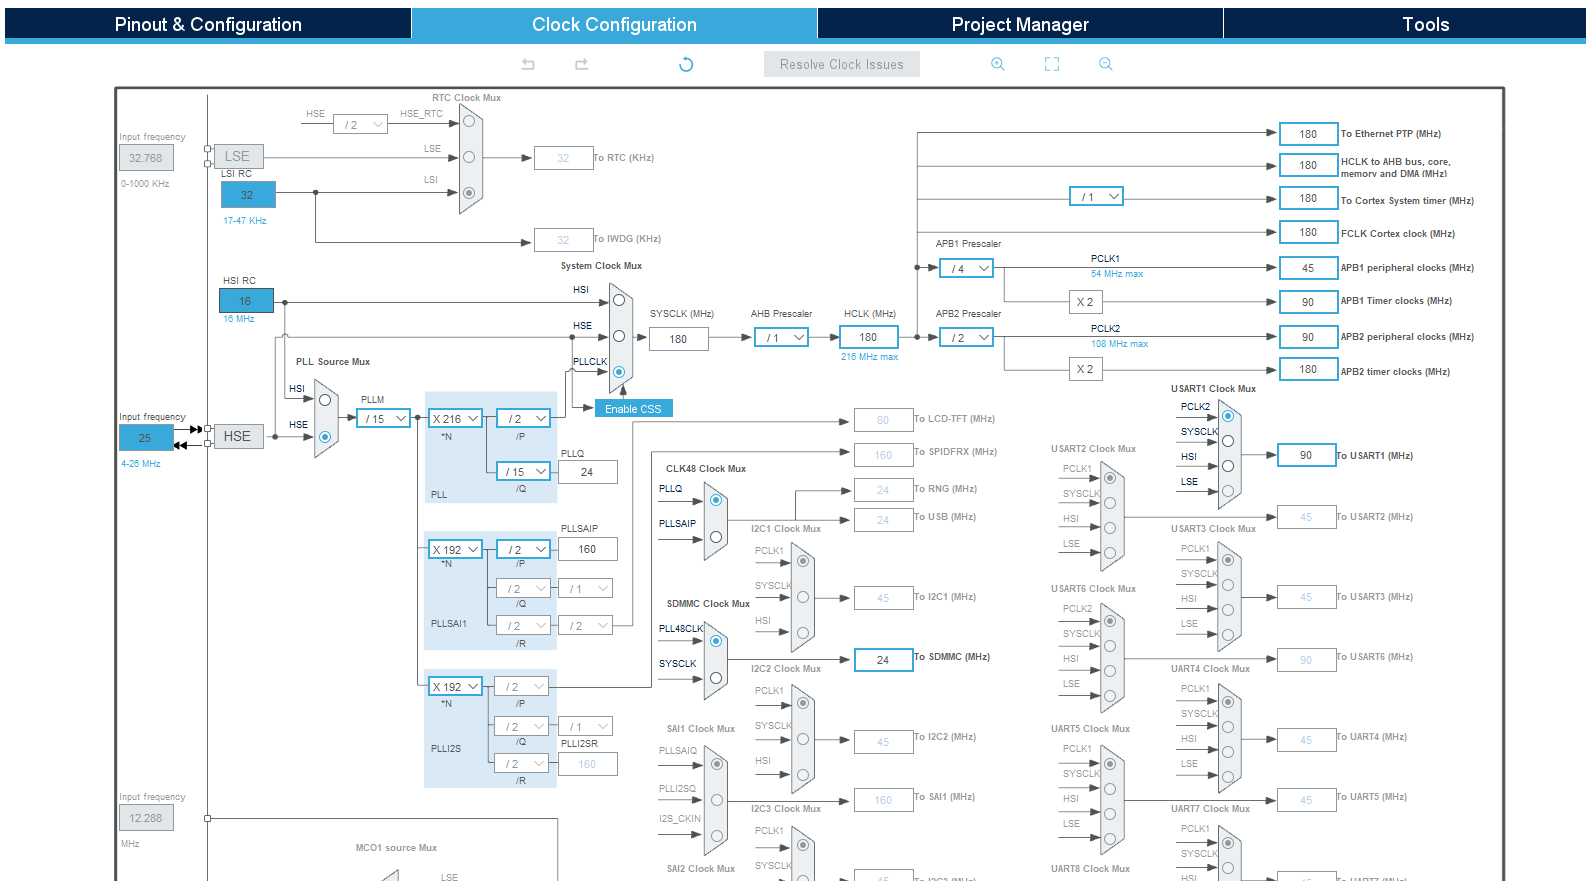 Pinout & Configuration
Clock Configuration
Project Manager
Tools
Resolve Clock Issues
RTC Clock Mux
HSE
/ 2
HSE_RTC
Input frequency
32.768
0-1000 KHz
LSE
LSE
32
To RTC (KHz)
LSI RC
32
17-47 KHz
LSI
32
To IWDG (KHz)
180
To Ethernet PTP (MHz)
180
HCLK to AHB bus, core,
memory and DMA (MHz)
/ 1
180
To Cortex System timer (MHz)
180
FCLK Cortex clock (MHz)
System Clock Mux
HSI RC
16
16 MHz
HSI
HSE
PLLCLK
SYSCLK (MHz)
180
AHB Prescaler
/ 1
HCLK (MHz)
180
216 MHz max
APB1 Prescaler
/ 4
PCLK1
54 MHz max
45
APB1 peripheral clocks (MHz)
X 2
90
APB1 Timer clocks (MHz)
APB2 Prescaler
/ 2
PCLK2
108 MHz max
90
APB2 peripheral clocks (MHz)
X 2
180
APB2 timer clocks (MHz)
PLL Source Mux
HSI
HSE
Input frequency
25
4-26 MHz
HSE
PLLM
/ 15
X 216
*N
/ 2
/P
PLLQ
/ 15
/Q
24
PLL
Enable CSS
80
To LCD-TFT (MHz)
160
To SPIDFRX (MHz)
CLK48 Clock Mux
PLLQ
PLLSAIP
24
To RNG (MHz)
24
To USB (MHz)
USART1 Clock Mux
PCLK2
SYSCLK
HSI
LSE
90
To USART1 (MHz)
USART2 Clock Mux
PCLK1
SYSCLK
HSI
LSE
45
To USART2 (MHz)
PLLSAIP
X 192
*N
/ 2
/P
160
/ 2
/Q
/ 1
/ 2
/R
/ 2
PLLSAI1
I2C1 Clock Mux
PCLK1
SYSCLK
HSI
45
To I2C1 (MHz)
USART3 Clock Mux
PCLK1
SYSCLK
HSI
LSE
45
To USART3 (MHz)
SDMMC Clock Mux
PLL48CLK
SYSCLK
24
To SDMMC (MHz)
USART6 Clock Mux
PCLK2
SYSCLK
HSI
LSE
90
To USART6 (MHz)
X 192
*N
/ 2
/P
/ 2
/Q
/ 1
PLLI2SR
/ 2
/R
160
PLLI2S
I2C2 Clock Mux
PCLK1
SYSCLK
HSI
45
To I2C2 (MHz)
UART4 Clock Mux
PCLK1
SYSCLK
HSI
LSE
45
To UART4 (MHz)
SAI1 Clock Mux
PLLSAIQ
PLLI2SQ
I2S_CKIN
160
To SAI1 (MHz)
UART5 Clock Mux
PCLK1
SYSCLK
HSI
LSE
45
To UART5 (MHz)
Input frequency
12.288
MHz
MCO1 source Mux
LSE
I2C3 Clock Mux
PCLK1
SYSCLK
45
To I2C3 (MHz)
SAI2 Clock Mux
UART7 Clock Mux
PCLK1
SYSCLK
HSI
45
To UART7 (MHz)
UART8 Clock Mux